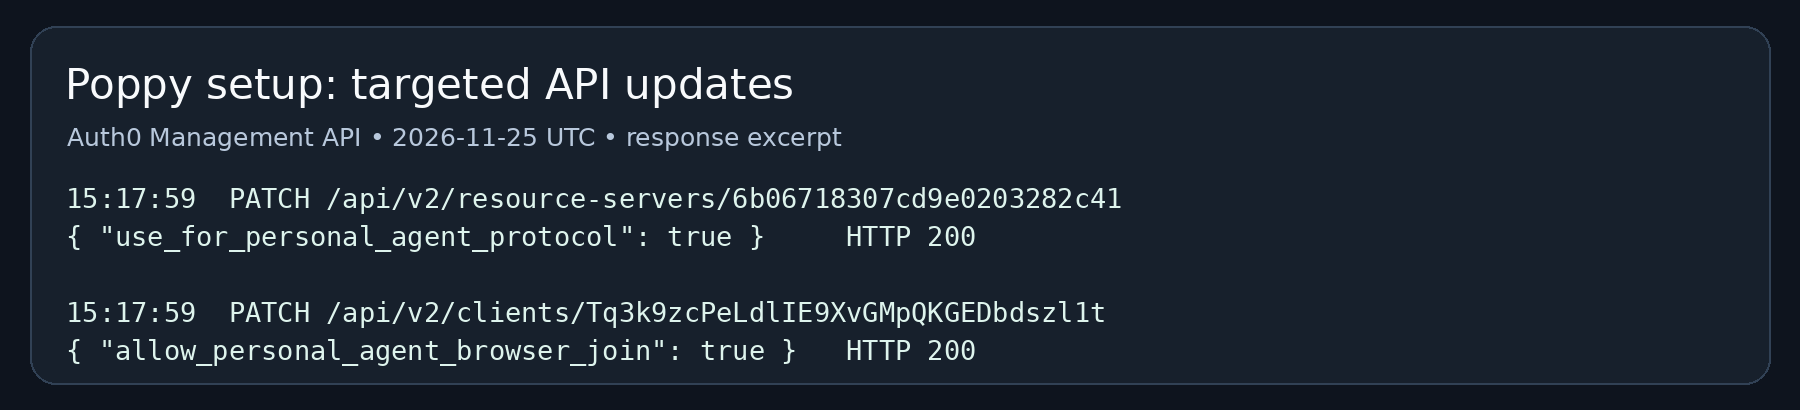 Poppy setup: targeted API updates
Auth0 Management API • 2026-11-25 UTC • response excerpt
15:17:59  PATCH /api/v2/resource-servers/6b06718307cd9e0203282c41
{ "use_for_personal_agent_protocol": true }     HTTP 200
15:17:59  PATCH /api/v2/clients/Tq3k9zcPeLdlIE9XvGMpQKGEDbdszl1t
{ "allow_personal_agent_browser_join": true }   HTTP 200